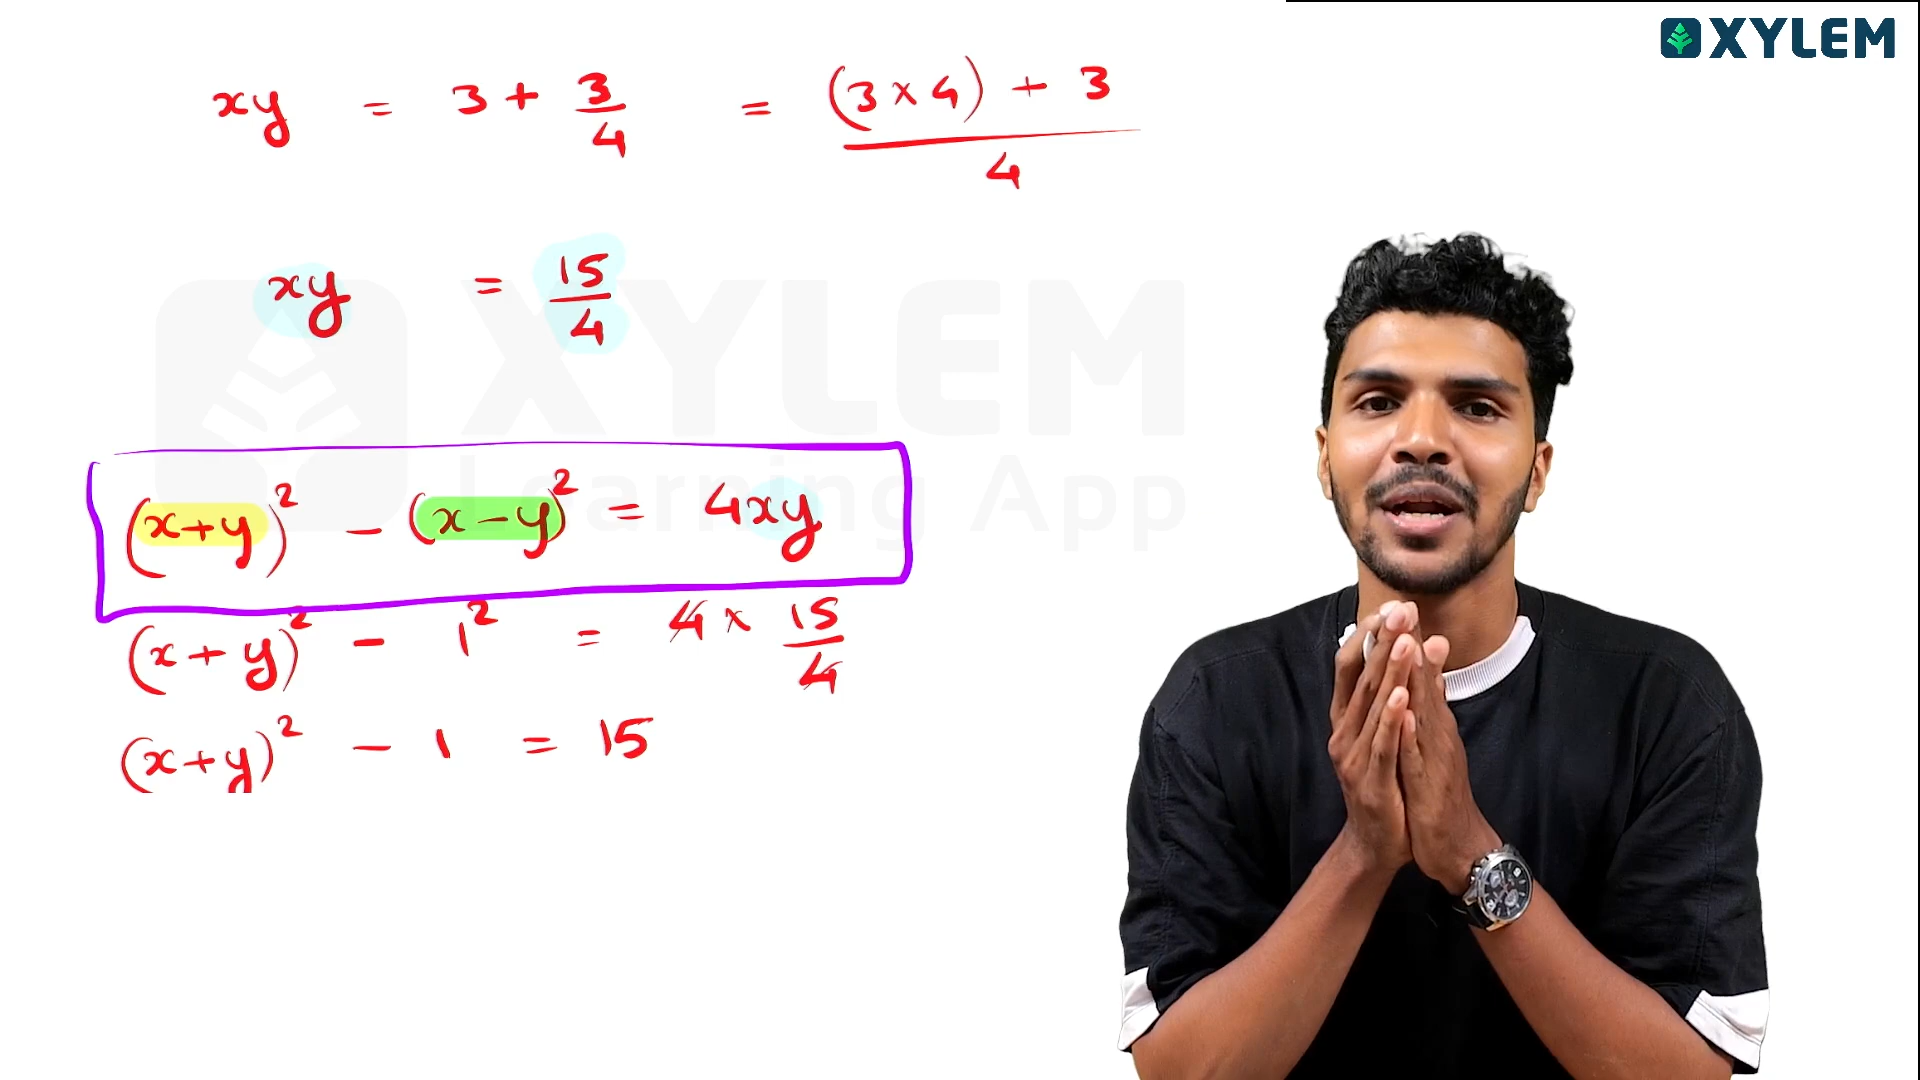 XYLEM
xy = 3 + 3/4 = ((3 × 4) + 3)/4
xy = 15/4
XYLEM
Learning App
(x+y)² − (x−y)² = 4xy
(x+y)² − 1² = 4 × 15/4
(x+y)² − 1 = 15